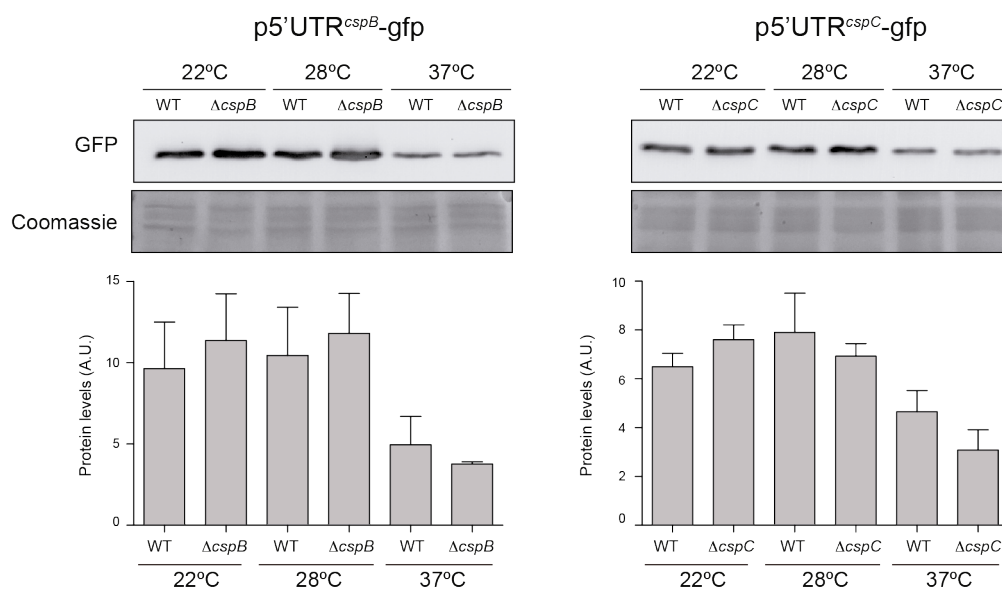 p5'UTRcspB-gfp
22ºC 28ºC 37ºC
WT ΔcspB WT ΔcspB WT ΔcspB
GFP
Coomassie
Protein levels (A.U.)
15
10
5
0
WT ΔcspB WT ΔcspB WT ΔcspB
22ºC 28ºC 37ºC
p5'UTRcspC-gfp
22ºC 28ºC 37ºC
WT ΔcspC WT ΔcspC WT ΔcspC
Protein levels (A.U.)
10
8
6
4
2
0
WT ΔcspC WT ΔcspC WT ΔcspC
22ºC 28ºC 37ºC